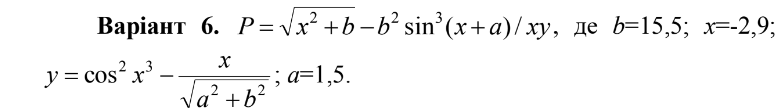 Варіант 6. P = √(x² + b) − b² sin³(x + a) / xy, де b=15,5; x=-2,9;
y = cos² x³ − x / √(a² + b²); a=1,5.